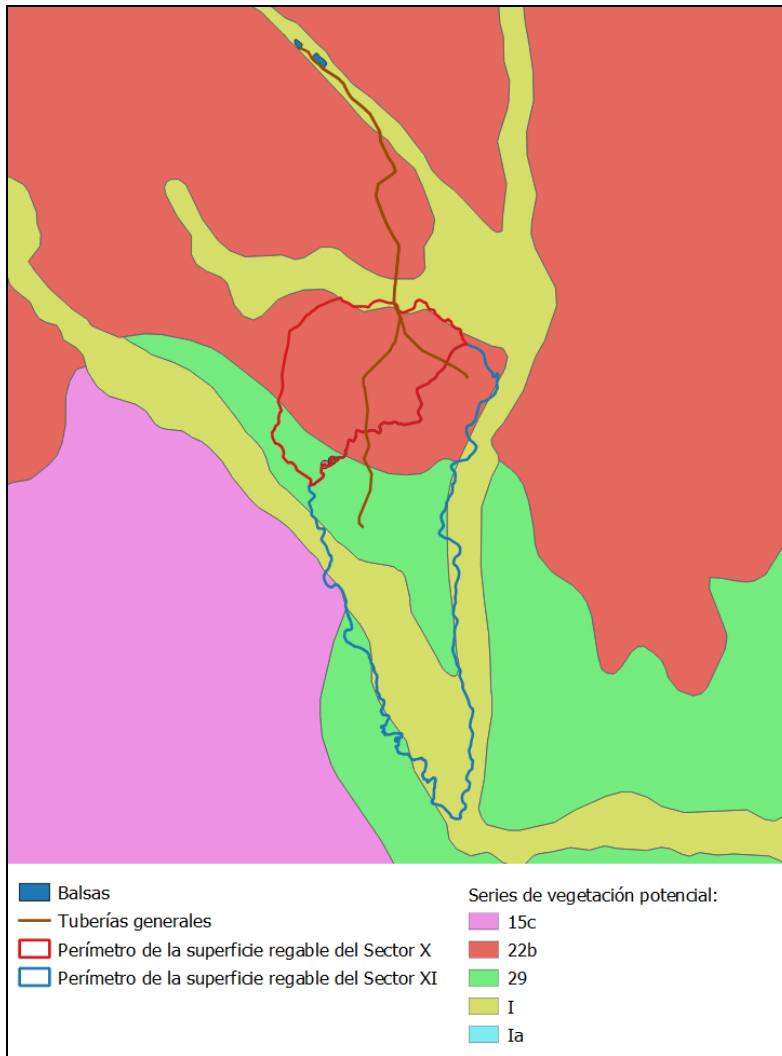 Balsas
Tuberías generales
Perímetro de la superficie regable del Sector X
Perímetro de la superficie regable del Sector XI
Series de vegetación potencial:
15c
22b
29
I
Ia